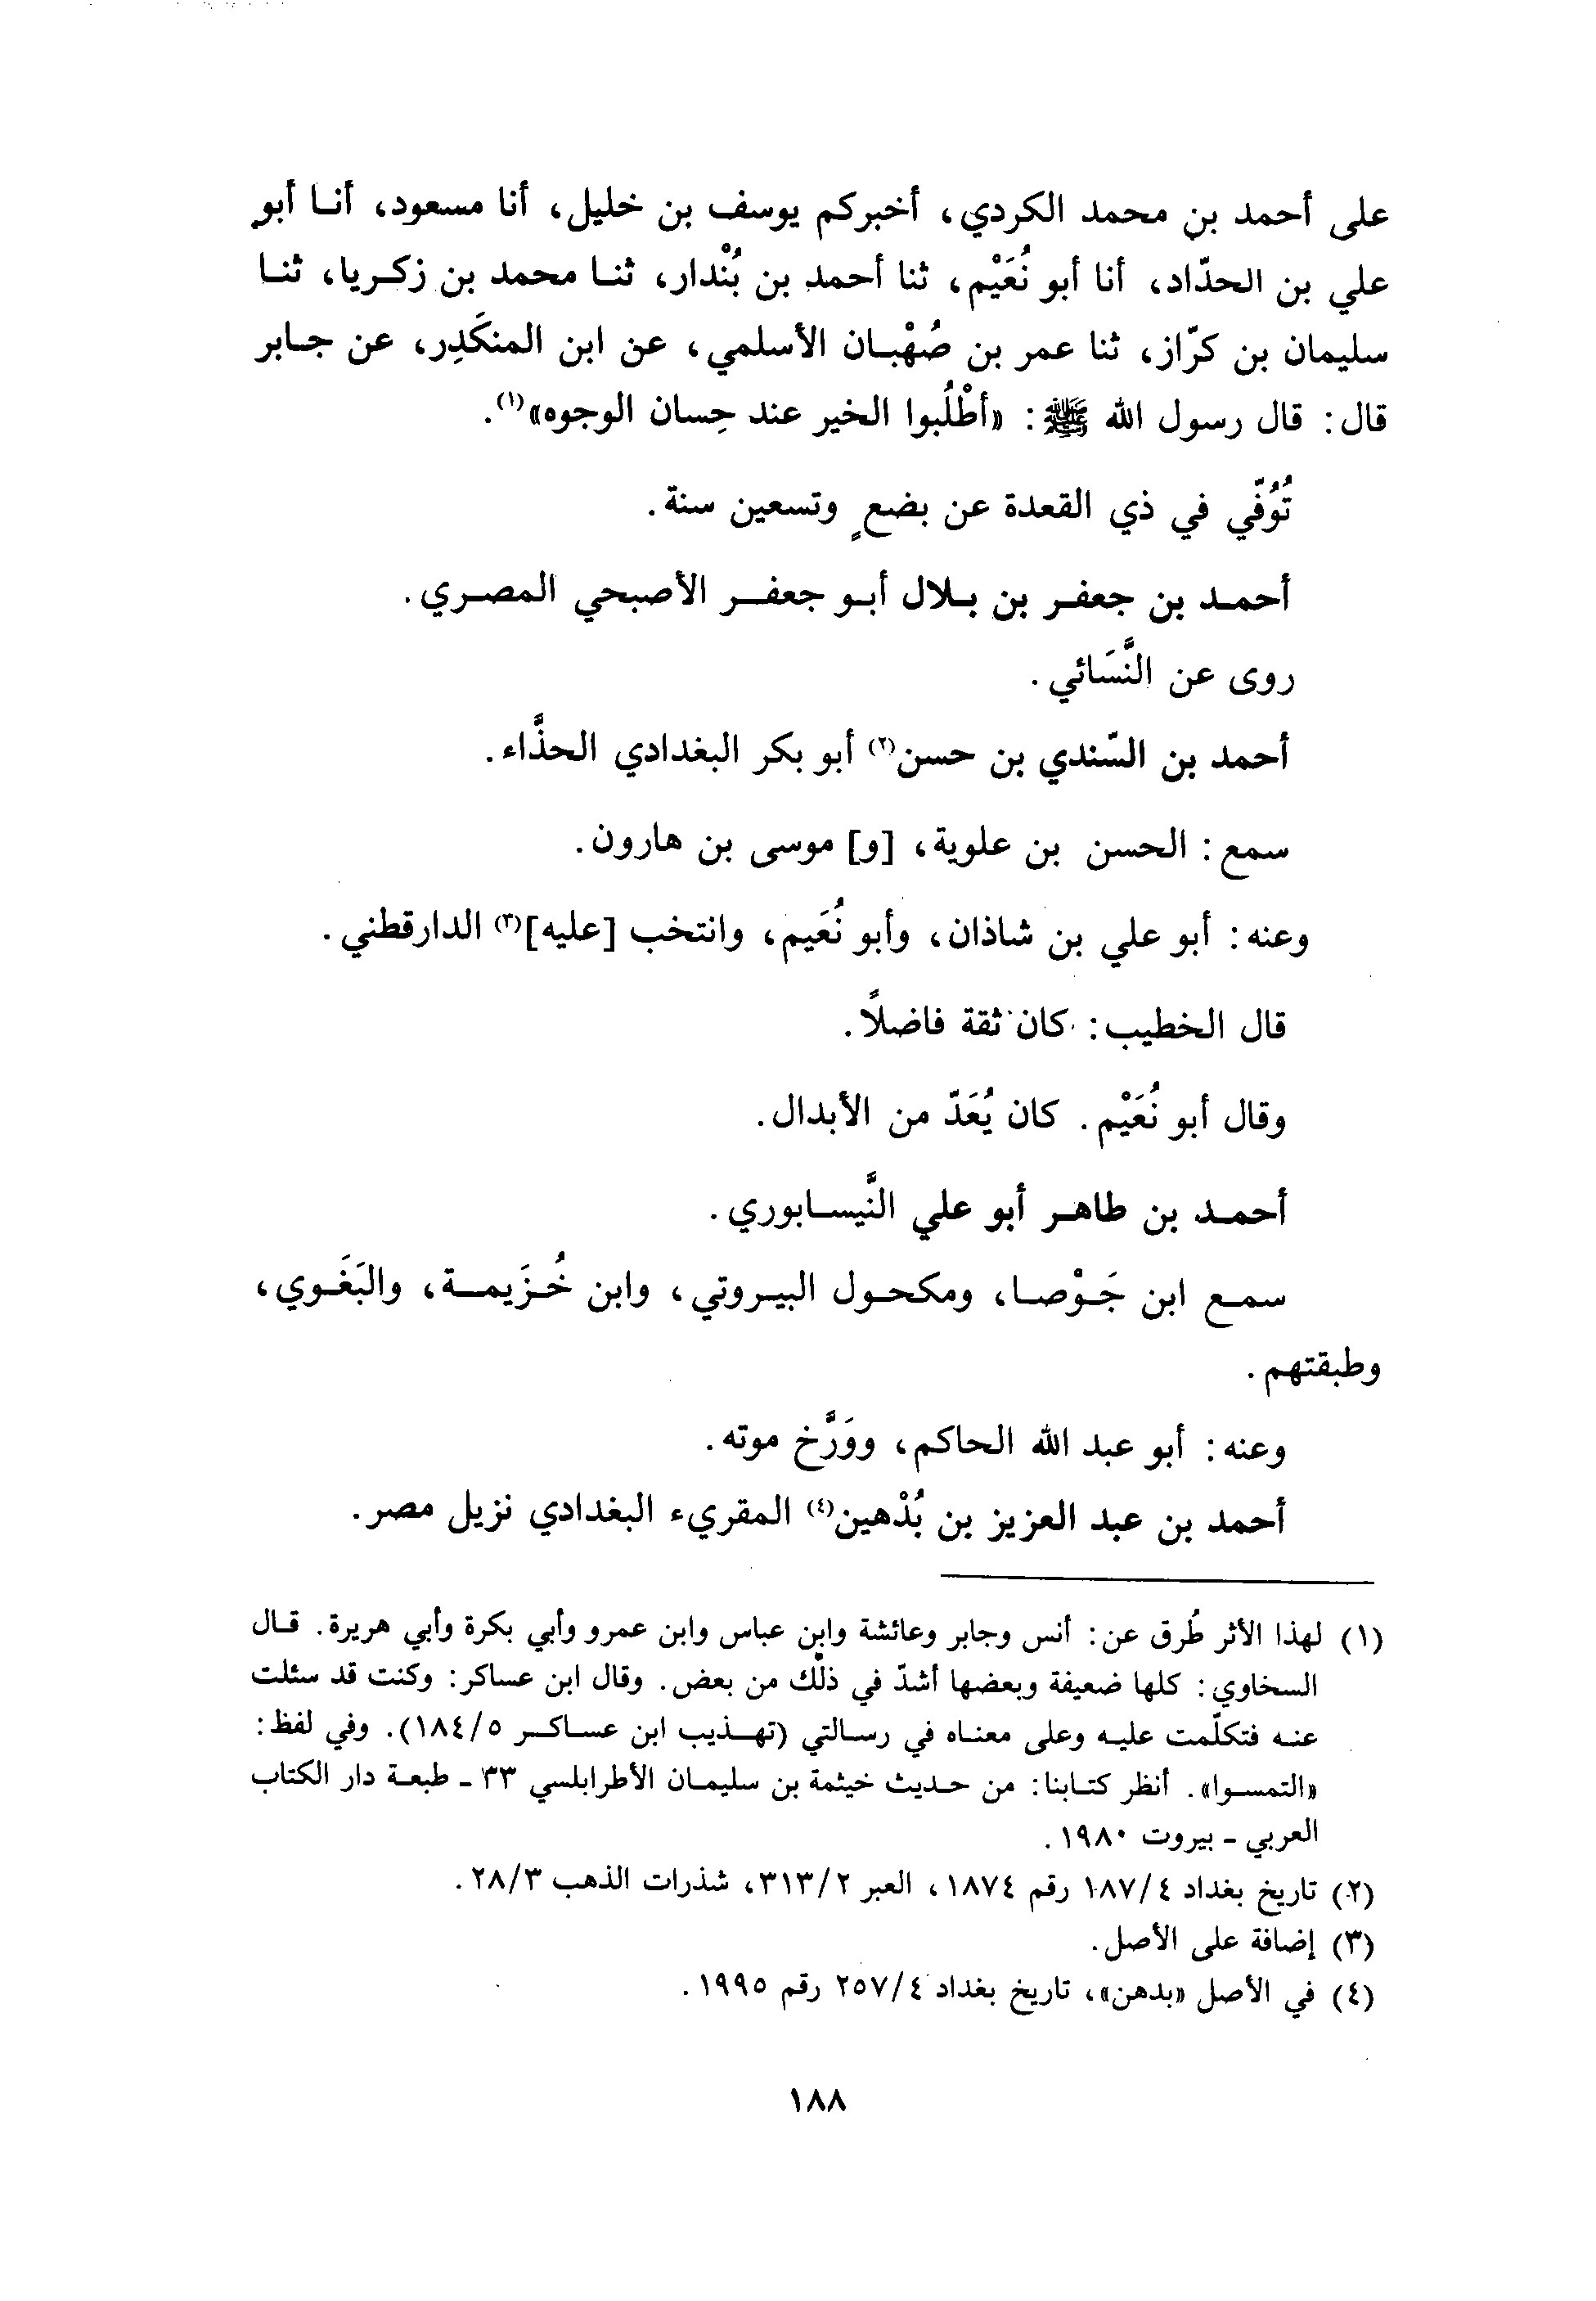 على أحمد بن محمد الكردي، أخبركم يوسف بن خليل، أنا مسعود، أنا أبو
علي بن الحدّاد، أنا أبو نُعَيْم، ثنا أحمد بن بُنْدار، ثنا محمد بن زكريا، ثنا
سليمان بن كرّاز، ثنا عمر بن صُهْبان الأسلمي، عن ابن المنكَدِر، عن جابر
قال: قال رسول الله ﷺ: «أطْلُبوا الخير عند حِسان الوجوه»(١).
تُوُفّي في ذي القعدة عن بضعٍ وتسعين سنة.
أحمد بن جعفر بن بلال أبو جعفر الأصبحي المصري.
روى عن النَّسَائي.
أحمد بن السّندي بن حسن(٢) أبو بكر البغدادي الحذَّاء.
سمع: الحسن بن علوية، [و] موسى بن هارون.
وعنه: أبو علي بن شاذان، وأبو نُعَيم، وانتخب [عليه](٣) الدارقطني.
قال الخطيب: كان ثقة فاضلاً.
وقال أبو نُعَيْم. كان يُعَدّ من الأبدال.
أحمد بن طاهر أبو علي النَّيسابوري.
سمع ابن جَوْصا، ومكحول البيروتي، وابن خُزَيمة، والبَغَوي،
وطبقتهم.
وعنه: أبو عبد الله الحاكم، ووَرَّخ موته.
أحمد بن عبد العزيز بن بُدْهين(٤) المقريء البغدادي نزيل مصر.
(١) لهذا الأثر طُرق عن: أنس وجابر وعائشة وابن عباس وابن عمرو وأبي بكرة وأبي هريرة. قال
السخاوي: كلها ضعيفة وبعضها أشدّ في ذلك من بعض. وقال ابن عساكر: وكنت قد سئلت
عنه فتكلّمت عليه وعلى معناه في رسالتي (تهذيب ابن عساكر ١٨٤/٥). وفي لفظ:
«التمسوا». أنظر كتابنا: من حديث خيثمة بن سليمان الأطرابلسي ٣٣ ـ طبعة دار الكتاب
العربي ـ بيروت ١٩٨٠.
(٢) تاريخ بغداد ١٨٧/٤ رقم ١٨٧٤، العبر ٣١٣/٢، شذرات الذهب ٢٨/٣.
(٣) إضافة على الأصل.
(٤) في الأصل «بدهن»، تاريخ بغداد ٢٥٧/٤ رقم ١٩٩٥.
١٨٨